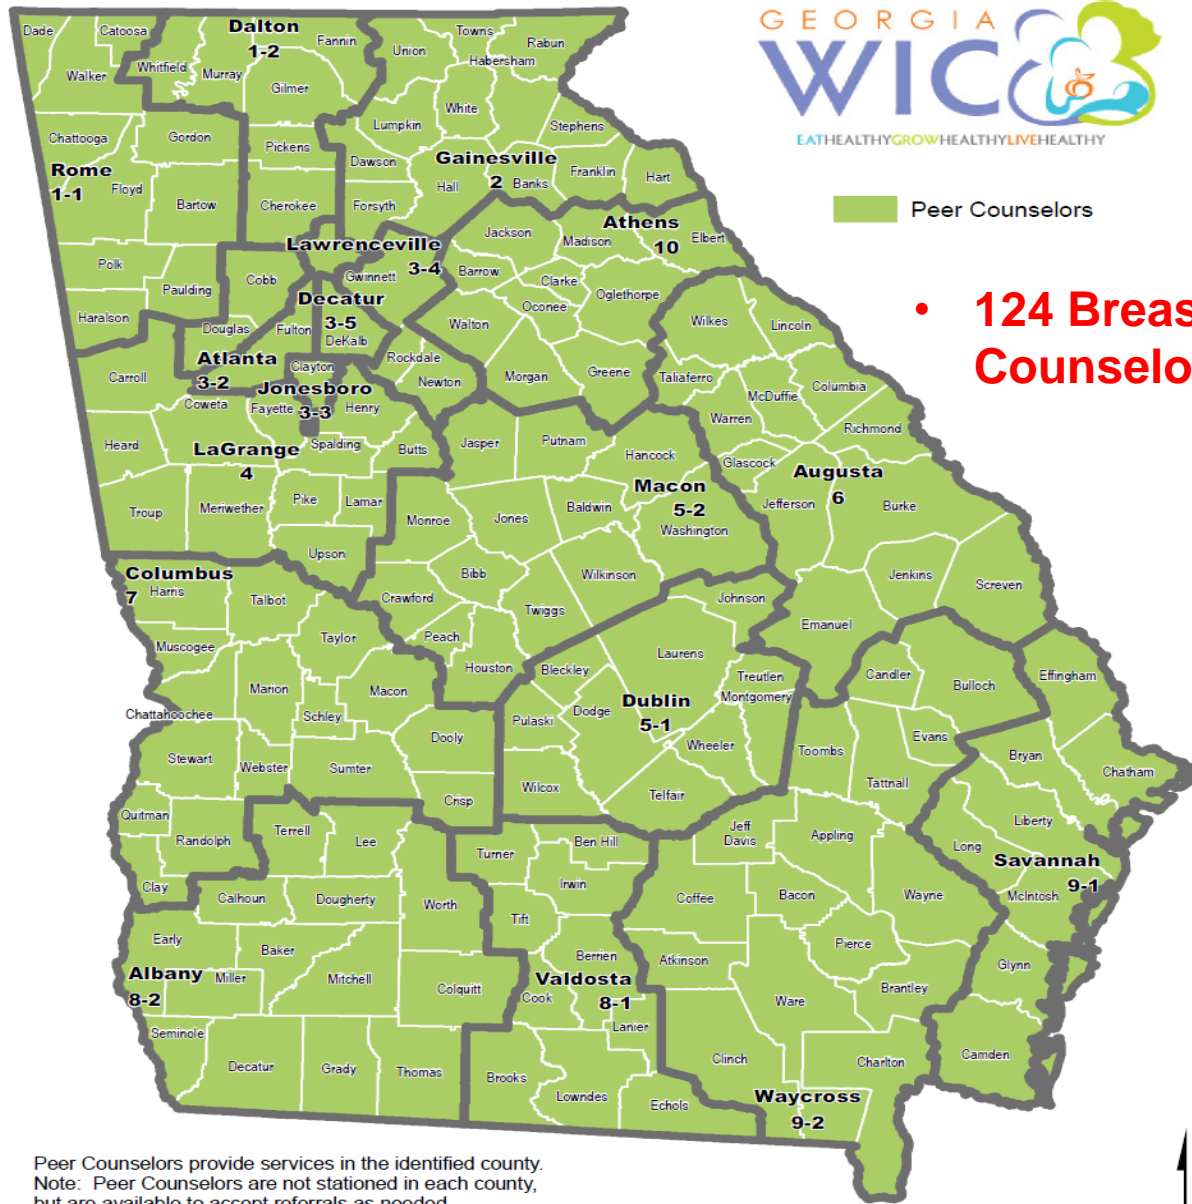 GEORGIA
WIC
EATHEALTHYGROWHEALTHYLIVEHEALTHY
Peer Counselors
• 124 Breas
Counselo
Dade
Catoosa
Dalton
1-2
Fannin
Walker
Whitfield
Murray
Gilmer
Union
Towns
Rabun
Habersham
White
Lumpkin
Stephens
Chattooga
Gordon
Pickens
Dawson
Gainesville
2
Banks
Franklin
Hart
Hall
Rome
1-1
Floyd
Bartow
Cherokee
Forsyth
Jackson
Madison
Athens
10
Elbert
Polk
Paulding
Cobb
Lawrenceville
3-4
Gwinnett
Barrow
Clarke
Oconee
Oglethorpe
Haralson
Douglas
Fulton
Decatur
3-5
DeKalb
Walton
Wilkes
Lincoln
Carroll
Atlanta
3-2
Clayton
Rockdale
Newton
Morgan
Greene
Taliaferro
McDuffie
Columbia
Coweta
Fayette
Jonesboro
3-3
Henry
Warren
Richmond
Heard
LaGrange
4
Spalding
Butts
Jasper
Putnam
Hancock
Glascock
Augusta
6
Troup
Meriwether
Pike
Lamar
Monroe
Jones
Baldwin
Macon
5-2
Washington
Jefferson
Burke
Upson
Columbus
7
Harris
Talbot
Crawford
Bibb
Wilkinson
Twiggs
Johnson
Jenkins
Screven
Emanuel
Muscogee
Taylor
Peach
Houston
Bleckley
Laurens
Treutlen
Montgomery
Candler
Bulloch
Effingham
Chattahoochee
Marion
Schley
Macon
Dooly
Pulaski
Dodge
Dublin
5-1
Wheeler
Toombs
Evans
Tattnall
Bryan
Chatham
Stewart
Webster
Sumter
Crisp
Wilcox
Telfair
Quitman
Randolph
Terrell
Lee
Turner
Ben Hill
Jeff
Davis
Appling
Long
Liberty
Clay
Calhoun
Dougherty
Worth
Irwin
Tift
Coffee
Bacon
Wayne
Savannah
9-1
McIntosh
Early
Baker
Mitchell
Colquitt
Berrien
Atkinson
Pierce
Brantley
Glynn
Albany
8-2
Miller
Valdosta
8-1
Cook
Lanier
Ware
Seminole
Decatur
Grady
Thomas
Brooks
Lowndes
Echols
Clinch
Charlton
Camden
Waycross
9-2
Peer Counselors provide services in the identified county.
Note: Peer Counselors are not stationed in each county,
but are available to accept referrals as needed